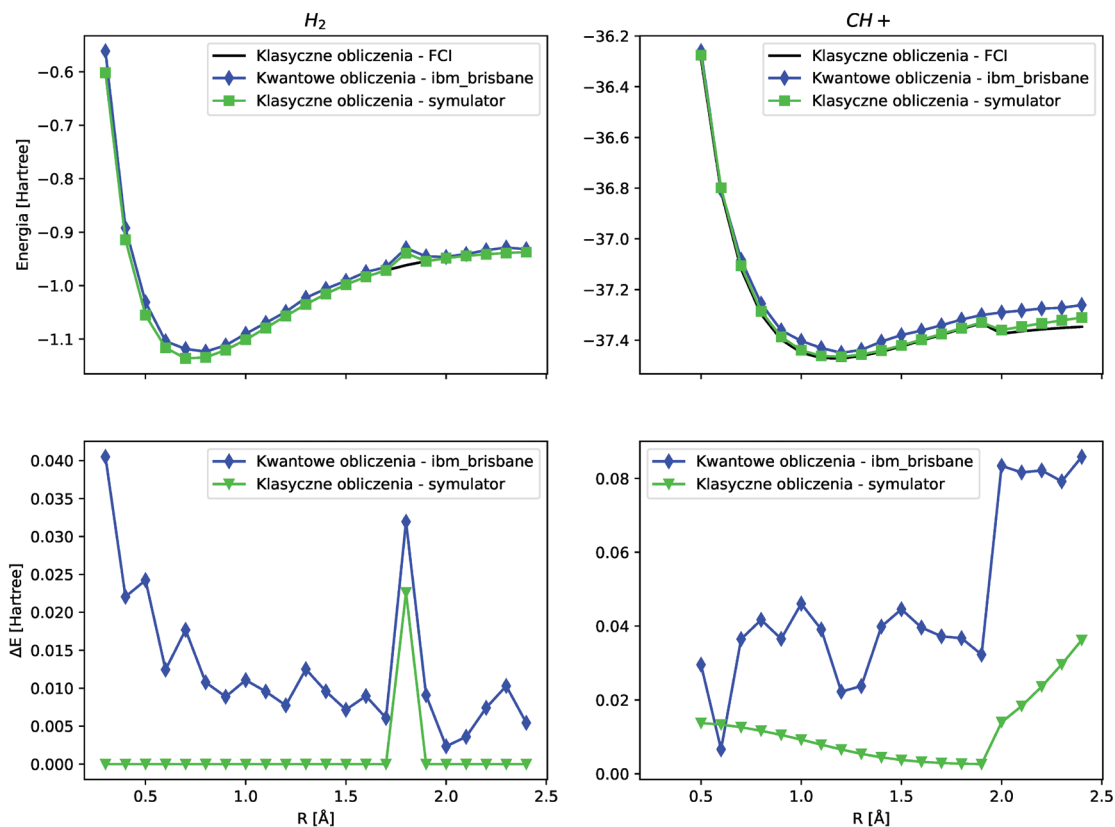 H₂
Energia [Hartree]
−0.6
−0.7
−0.8
−0.9
−1.0
−1.1
Klasyczne obliczenia - FCI
Kwantowe obliczenia - ibm_brisbane
Klasyczne obliczenia - symulator
CH +
−36.2
−36.4
−36.6
−36.8
−37.0
−37.2
−37.4
Klasyczne obliczenia - FCI
Kwantowe obliczenia - ibm_brisbane
Klasyczne obliczenia - symulator
ΔE [Hartree]
0.040
0.035
0.030
0.025
0.020
0.015
0.010
0.005
0.000
Kwantowe obliczenia - ibm_brisbane
Klasyczne obliczenia - symulator
0.5 1.0 1.5 2.0 2.5
R [Å]
0.08
0.06
0.04
0.02
0.00
Kwantowe obliczenia - ibm_brisbane
Klasyczne obliczenia - symulator
0.5 1.0 1.5 2.0 2.5
R [Å]